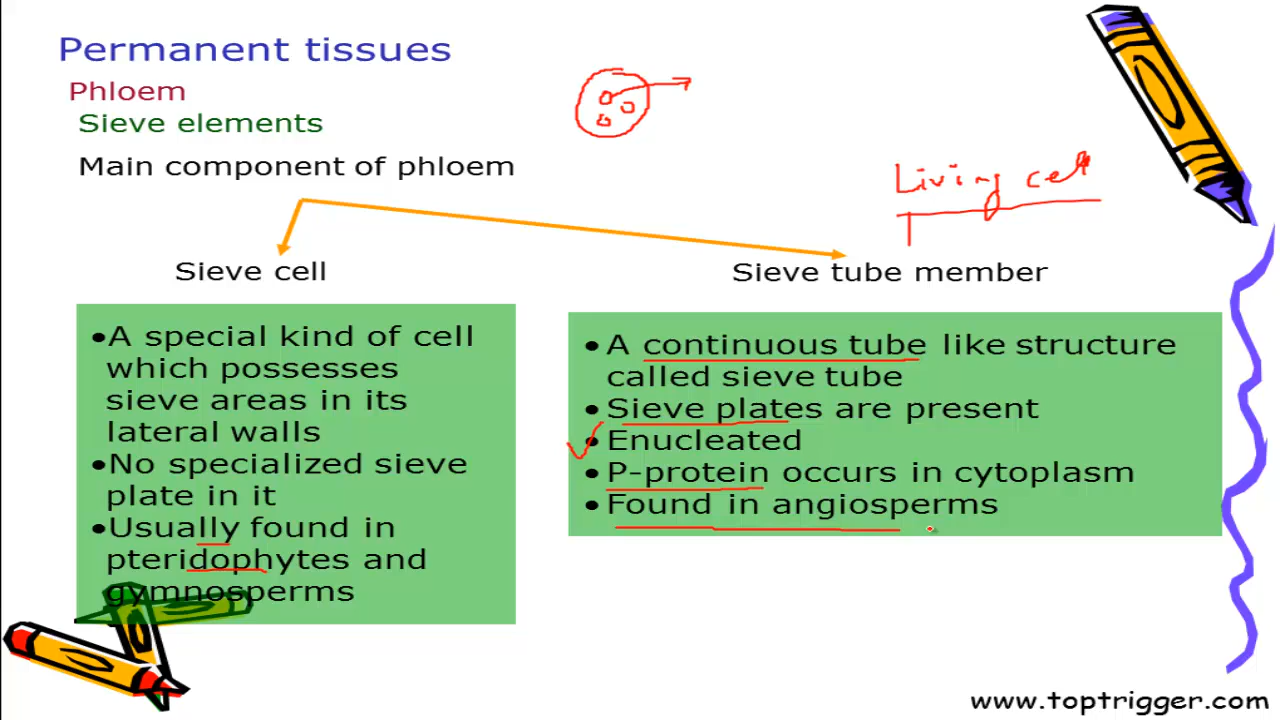 Permanent tissues
Phloem
Sieve elements
Main component of phloem
Living cell
Sieve cell
Sieve tube member
•A special kind of cell
which possesses
sieve areas in its
lateral walls
•No specialized sieve
plate in it
•Usually found in
pteridophytes and
gymnosperms
•A continuous tube like structure
called sieve tube
•Sieve plates are present
•Enucleated
•P-protein occurs in cytoplasm
•Found in angiosperms
www.toptrigger.com